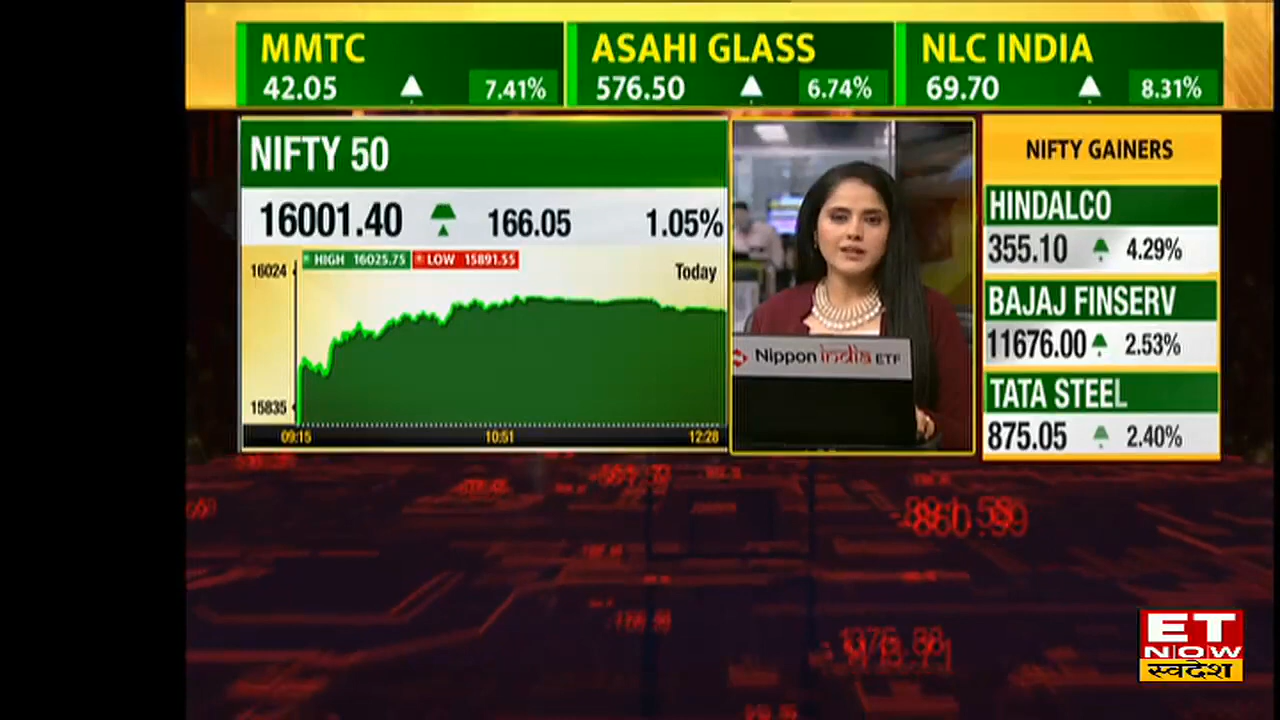 MMTC
42.05 7.41%
ASAHI GLASS
576.50 6.74%
NLC INDIA
69.70 8.31%
NIFTY 50
16001.40 166.05 1.05%
HIGH 16025.75 LOW 15891.55
16024
Today
15835
09:15 10:51 12:28
Nippon india ETF
NIFTY GAINERS
HINDALCO
355.10 4.29%
BAJAJ FINSERV
11676.00 2.53%
TATA STEEL
875.05 2.40%
ET
NOW
स्वदेश